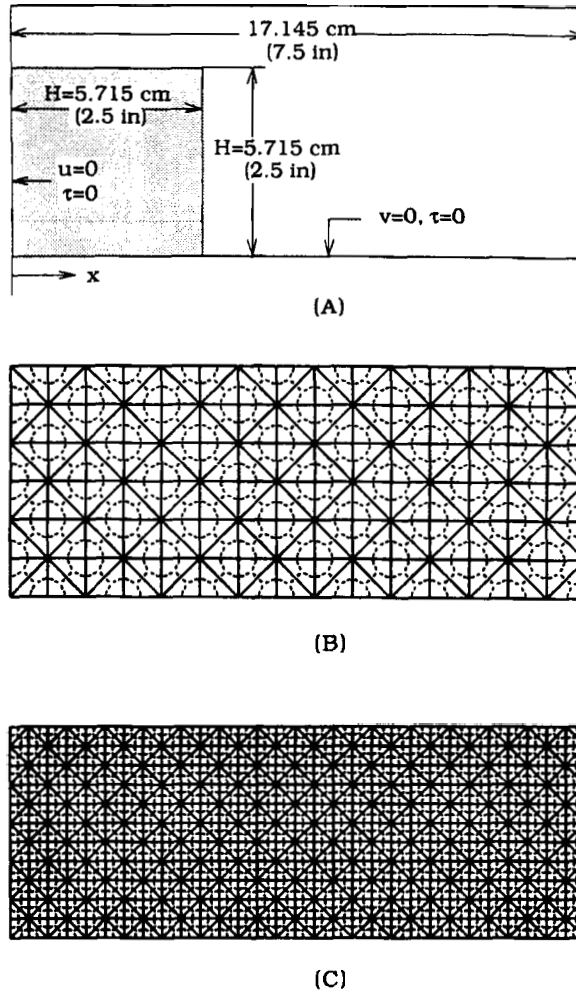 17.145 cm
(7.5 in)
H=5.715 cm
(2.5 in)
H=5.715 cm
(2.5 in)
u=0
τ=0
v=0, τ=0
x
(A)
(B)
(C)